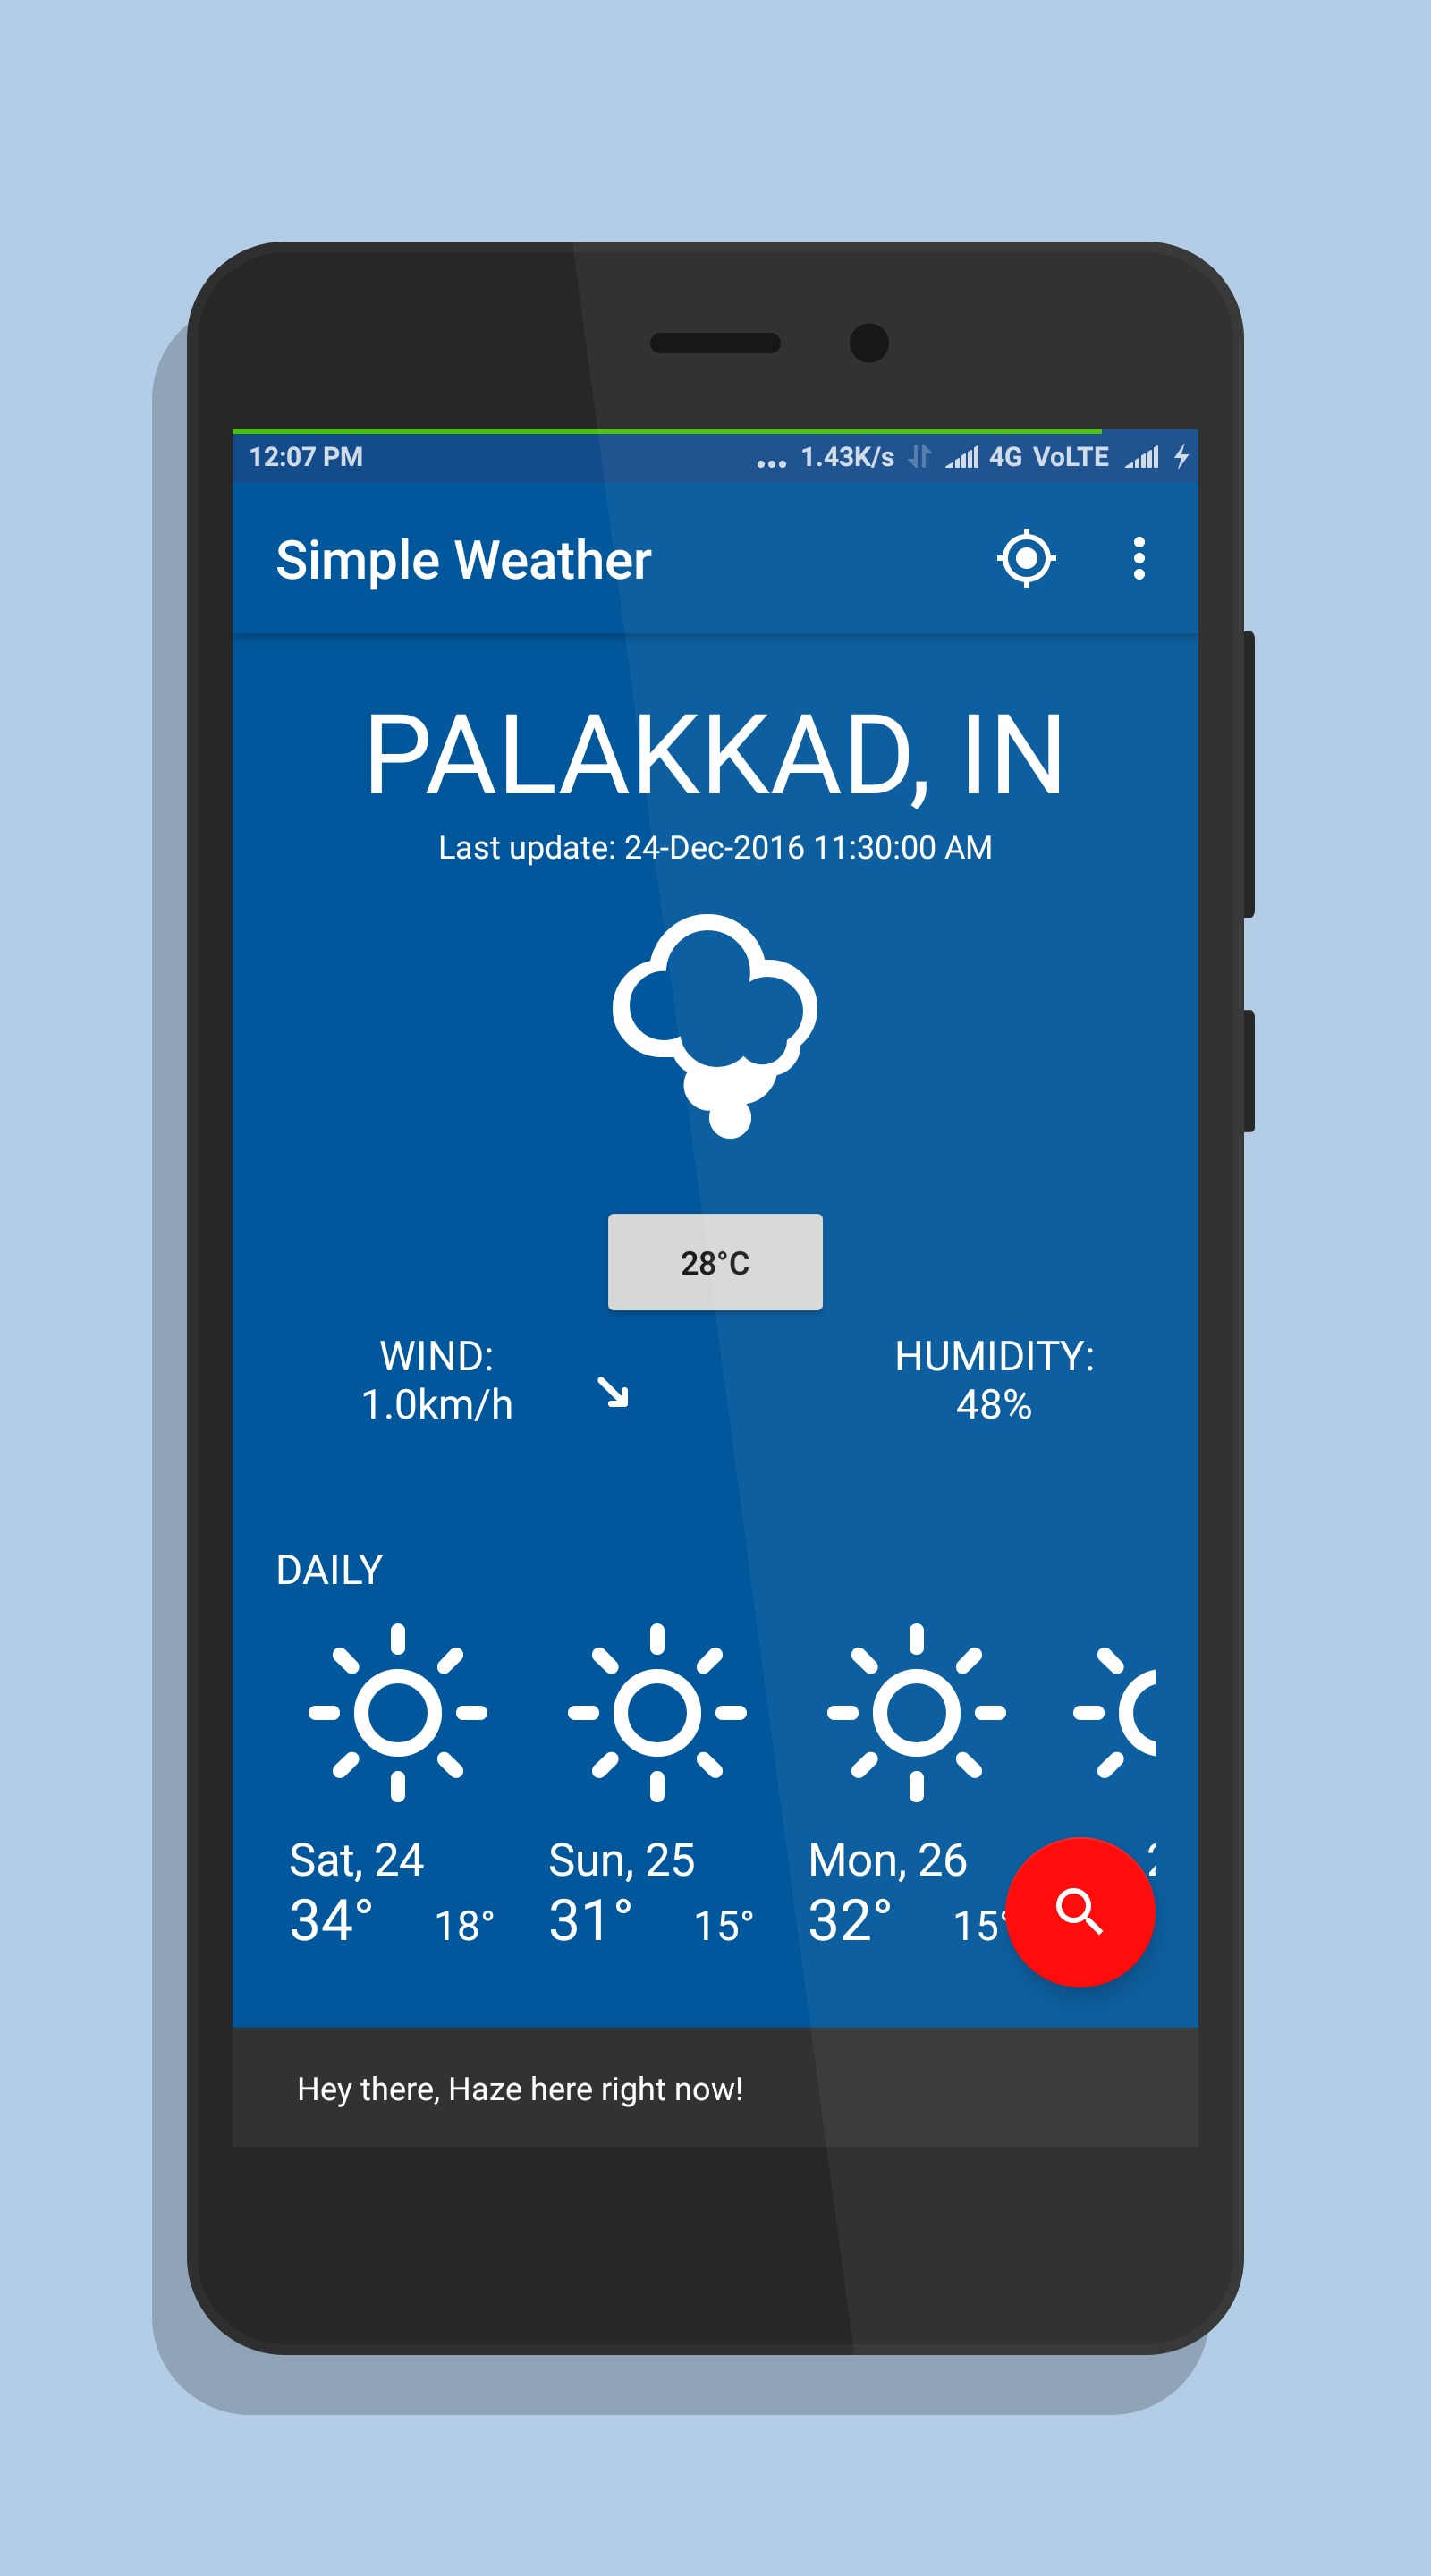 12:07 PM ... 1.43K/s 4G VoLTE
Simple Weather
PALAKKAD, IN
Last update: 24-Dec-2016 11:30:00 AM
28°C
WIND:
1.0km/h
HUMIDITY:
48%
DAILY
Sat, 24
34° 18°
Sun, 25
31° 15°
Mon, 26
32° 15°
Hey there, Haze here right now!